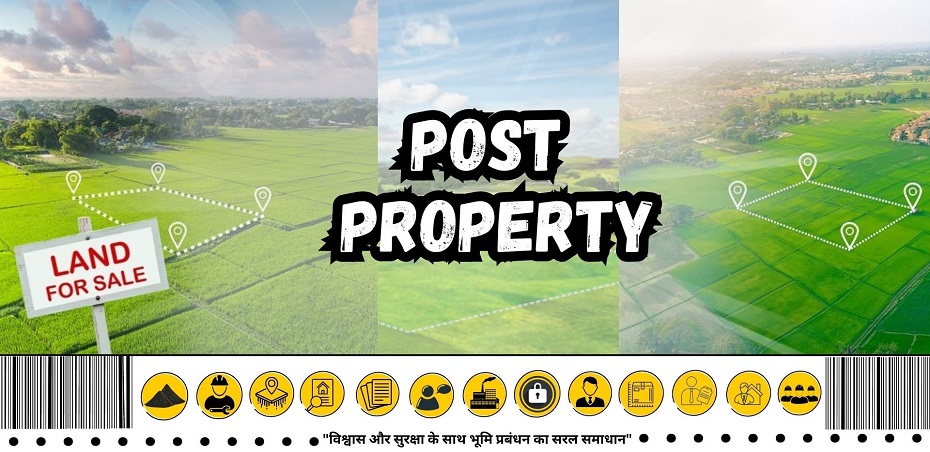 POST
PROPERTY
LAND
FOR SALE
"विश्वास और सुरक्षा के साथ भूमि प्रबंधन का सरल समाधान"